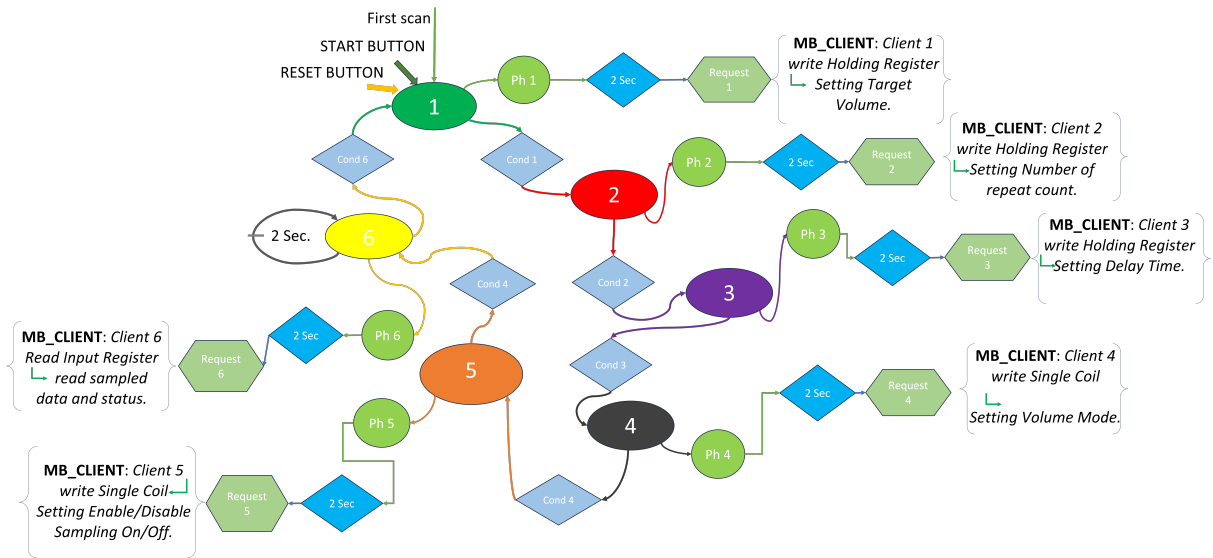 First scan
START BUTTON
RESET BUTTON
1
Ph 1
2 Sec
Request
1
MB_CLIENT: Client 1
write Holding Register
Setting Target
Volume.
Cond 6
Cond 1
2
Ph 2
2 Sec
Request
2
MB_CLIENT: Client 2
write Holding Register
Setting Number of
repeat count.
2 Sec.
6
Ph 3
2 Sec
Request
3
MB_CLIENT: Client 3
write Holding Register
Setting Delay Time.
Cond 4
Cond 2
3
MB_CLIENT: Client 6
Read Input Register
read sampled
data and status.
Request
6
2 Sec
Ph 6
5
Cond 3
4
Ph 4
2 Sec
Request
4
MB_CLIENT: Client 4
write Single Coil
Setting Volume Mode.
Ph 5
MB_CLIENT: Client 5
write Single Coil
Setting Enable/Disable
Sampling On/Off.
Request
5
2 Sec
Cond 4